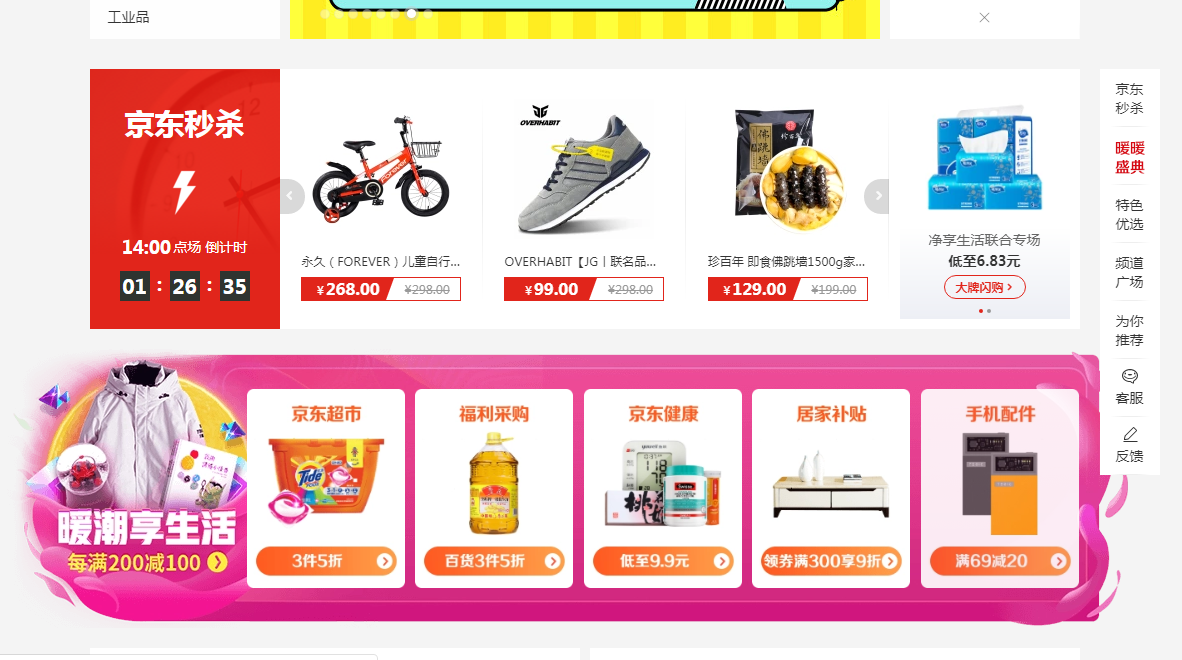 工业品
京东秒杀
14:00 点场 倒计时
01 : 26 : 35
OVERHABIT
永久（FOREVER）儿童自行...
¥268.00 ¥298.00
OVERHABIT【JG丨联名品...
¥99.00 ¥299.00
佛跳墙
珍百年 即食佛跳墙1500g家...
¥129.00 ¥199.00
净享生活联合专场
低至6.83元
大牌闪购
京东
秒杀
暖暖
盛典
特色
优选
频道
广场
为你
推荐
客服
反馈
暖潮享生活
每满200减100
京东超市
Tide
3件5折
福利采购
百货3件5折
京东健康
低至9.9元
居家补贴
领券满300享9折
手机配件
满69减20